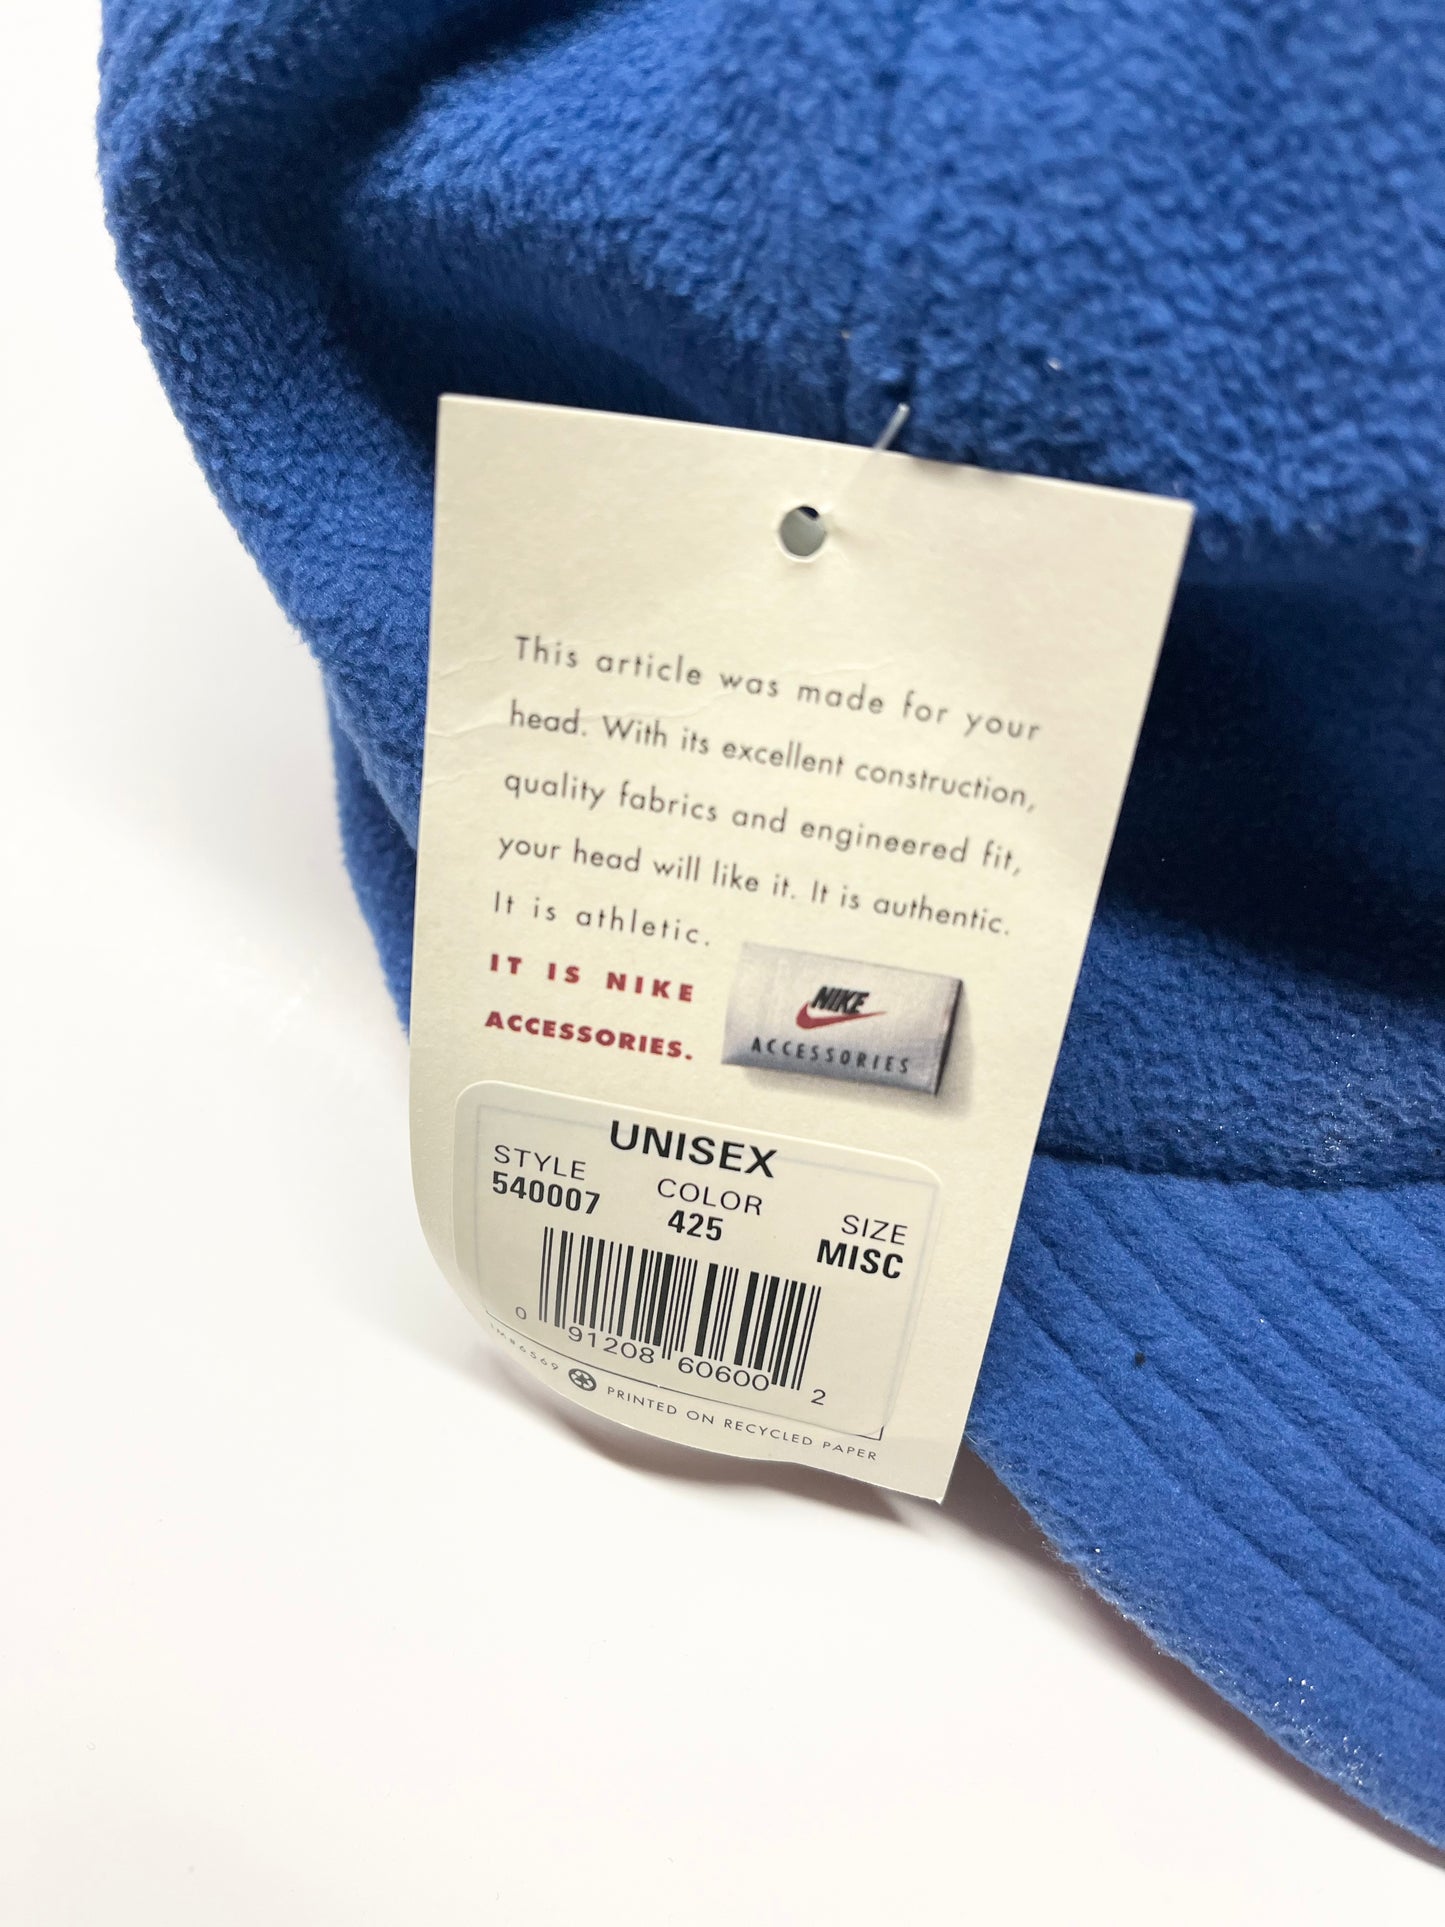 This article was made for your
head. With its excellent construction,
quality fabrics and engineered fit,
your head will like it. It is authentic.
It is athletic.
IT IS NIKE
ACCESSORIES.
NIKE
ACCESSORIES
UNISEX
STYLE COLOR SIZE
540007 425 MISC
0 91208 60600 2
PRINTED ON RECYCLED PAPER